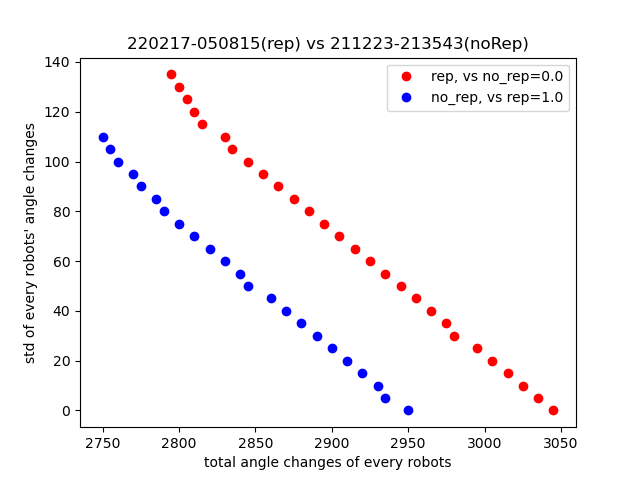 220217-050815(rep) vs 211223-213543(noRep)
rep, vs no_rep=0.0
no_rep, vs rep=1.0
std of every robots' angle changes
140
120
100
80
60
40
20
0
2750 2800 2850 2900 2950 3000 3050
total angle changes of every robots